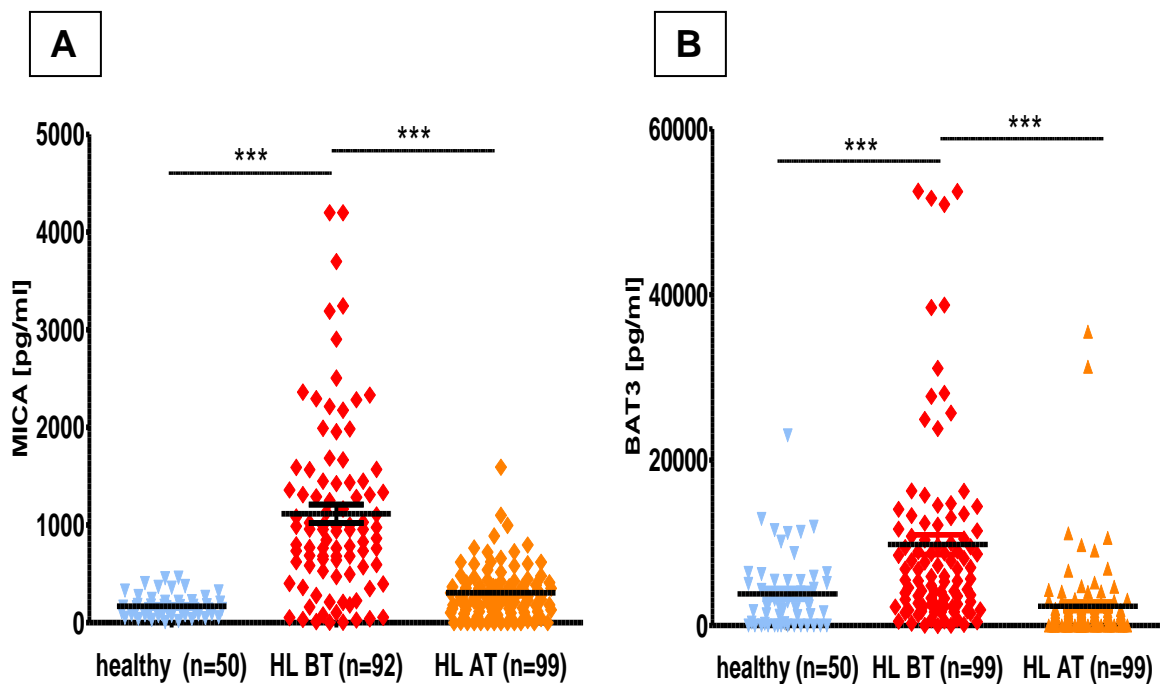 A
MICA [pg/ml]
5000
4000
3000
2000
1000
0
***
***
healthy (n=50) HL BT (n=92) HL AT (n=99)
B
BAT3 [pg/ml]
60000
40000
20000
0
***
***
healthy (n=50) HL BT (n=99) HL AT (n=99)